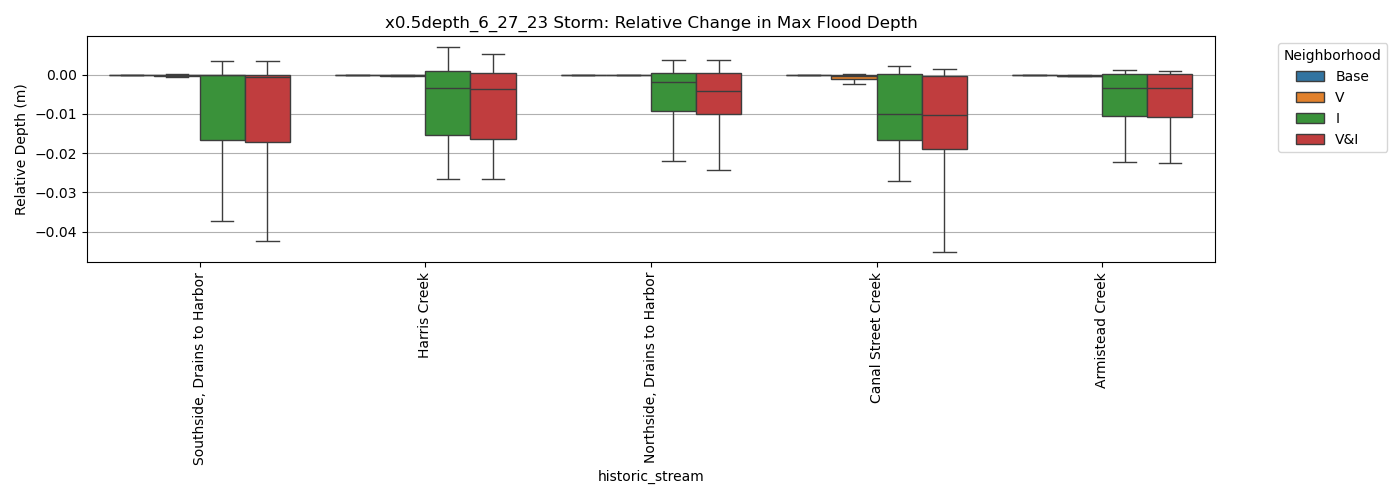 x0.5depth_6_27_23 Storm: Relative Change in Max Flood Depth
Neighborhood
Base
V
I
V&I
Relative Depth (m)
0.00
−0.01
−0.02
−0.03
−0.04
Southside, Drains to Harbor
Harris Creek
Northside, Drains to Harbor
Canal Street Creek
Armistead Creek
historic_stream